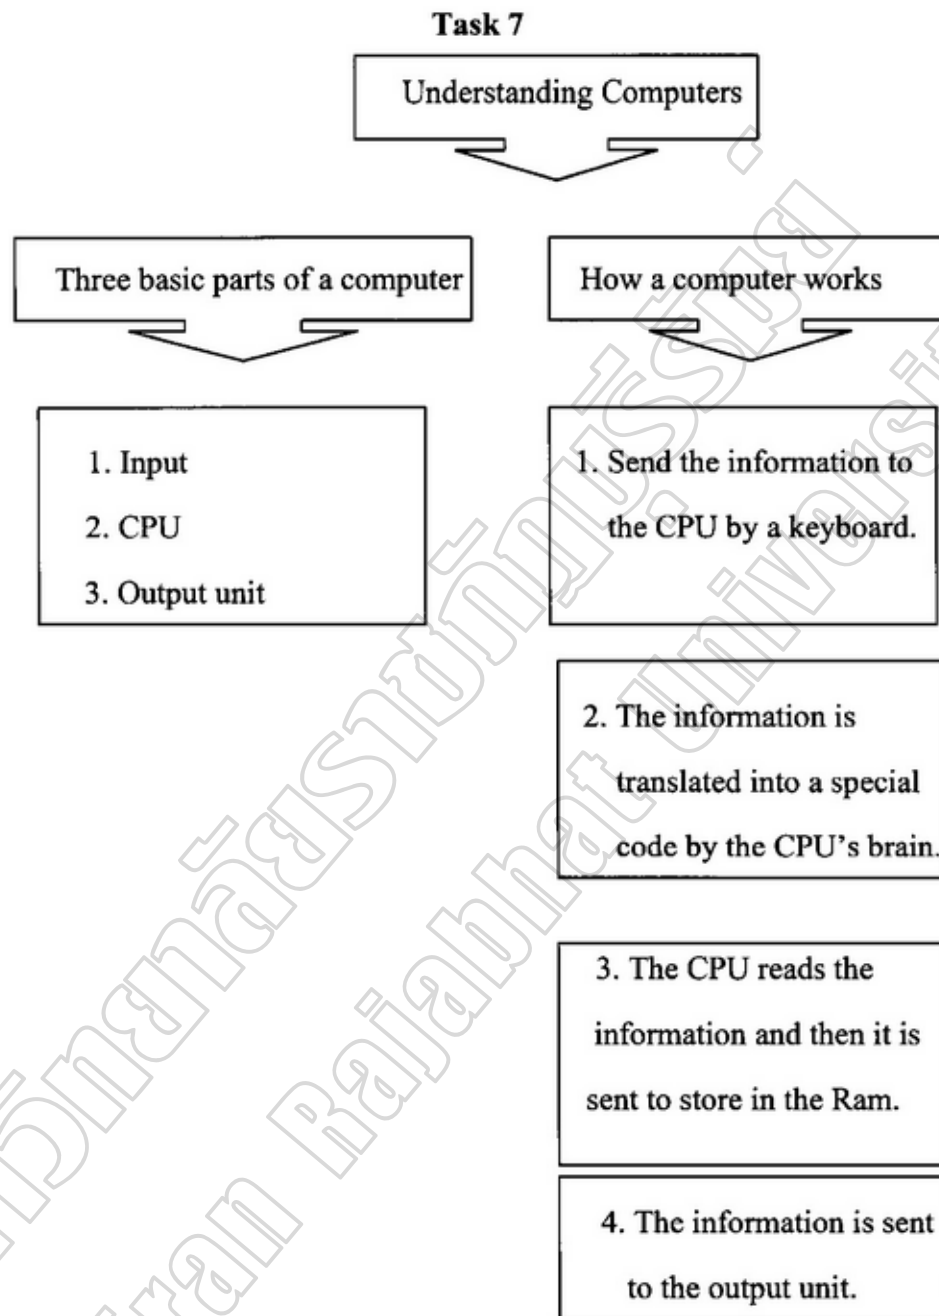 Task 7
Understanding Computers
Three basic parts of a computer
How a computer works
1. Input
2. CPU
3. Output unit
1. Send the information to
the CPU by a keyboard.
2. The information is
translated into a special
code by the CPU's brain.
3. The CPU reads the
information and then it is
sent to store in the Ram.
4. The information is sent
to the output unit.
Rajabhat